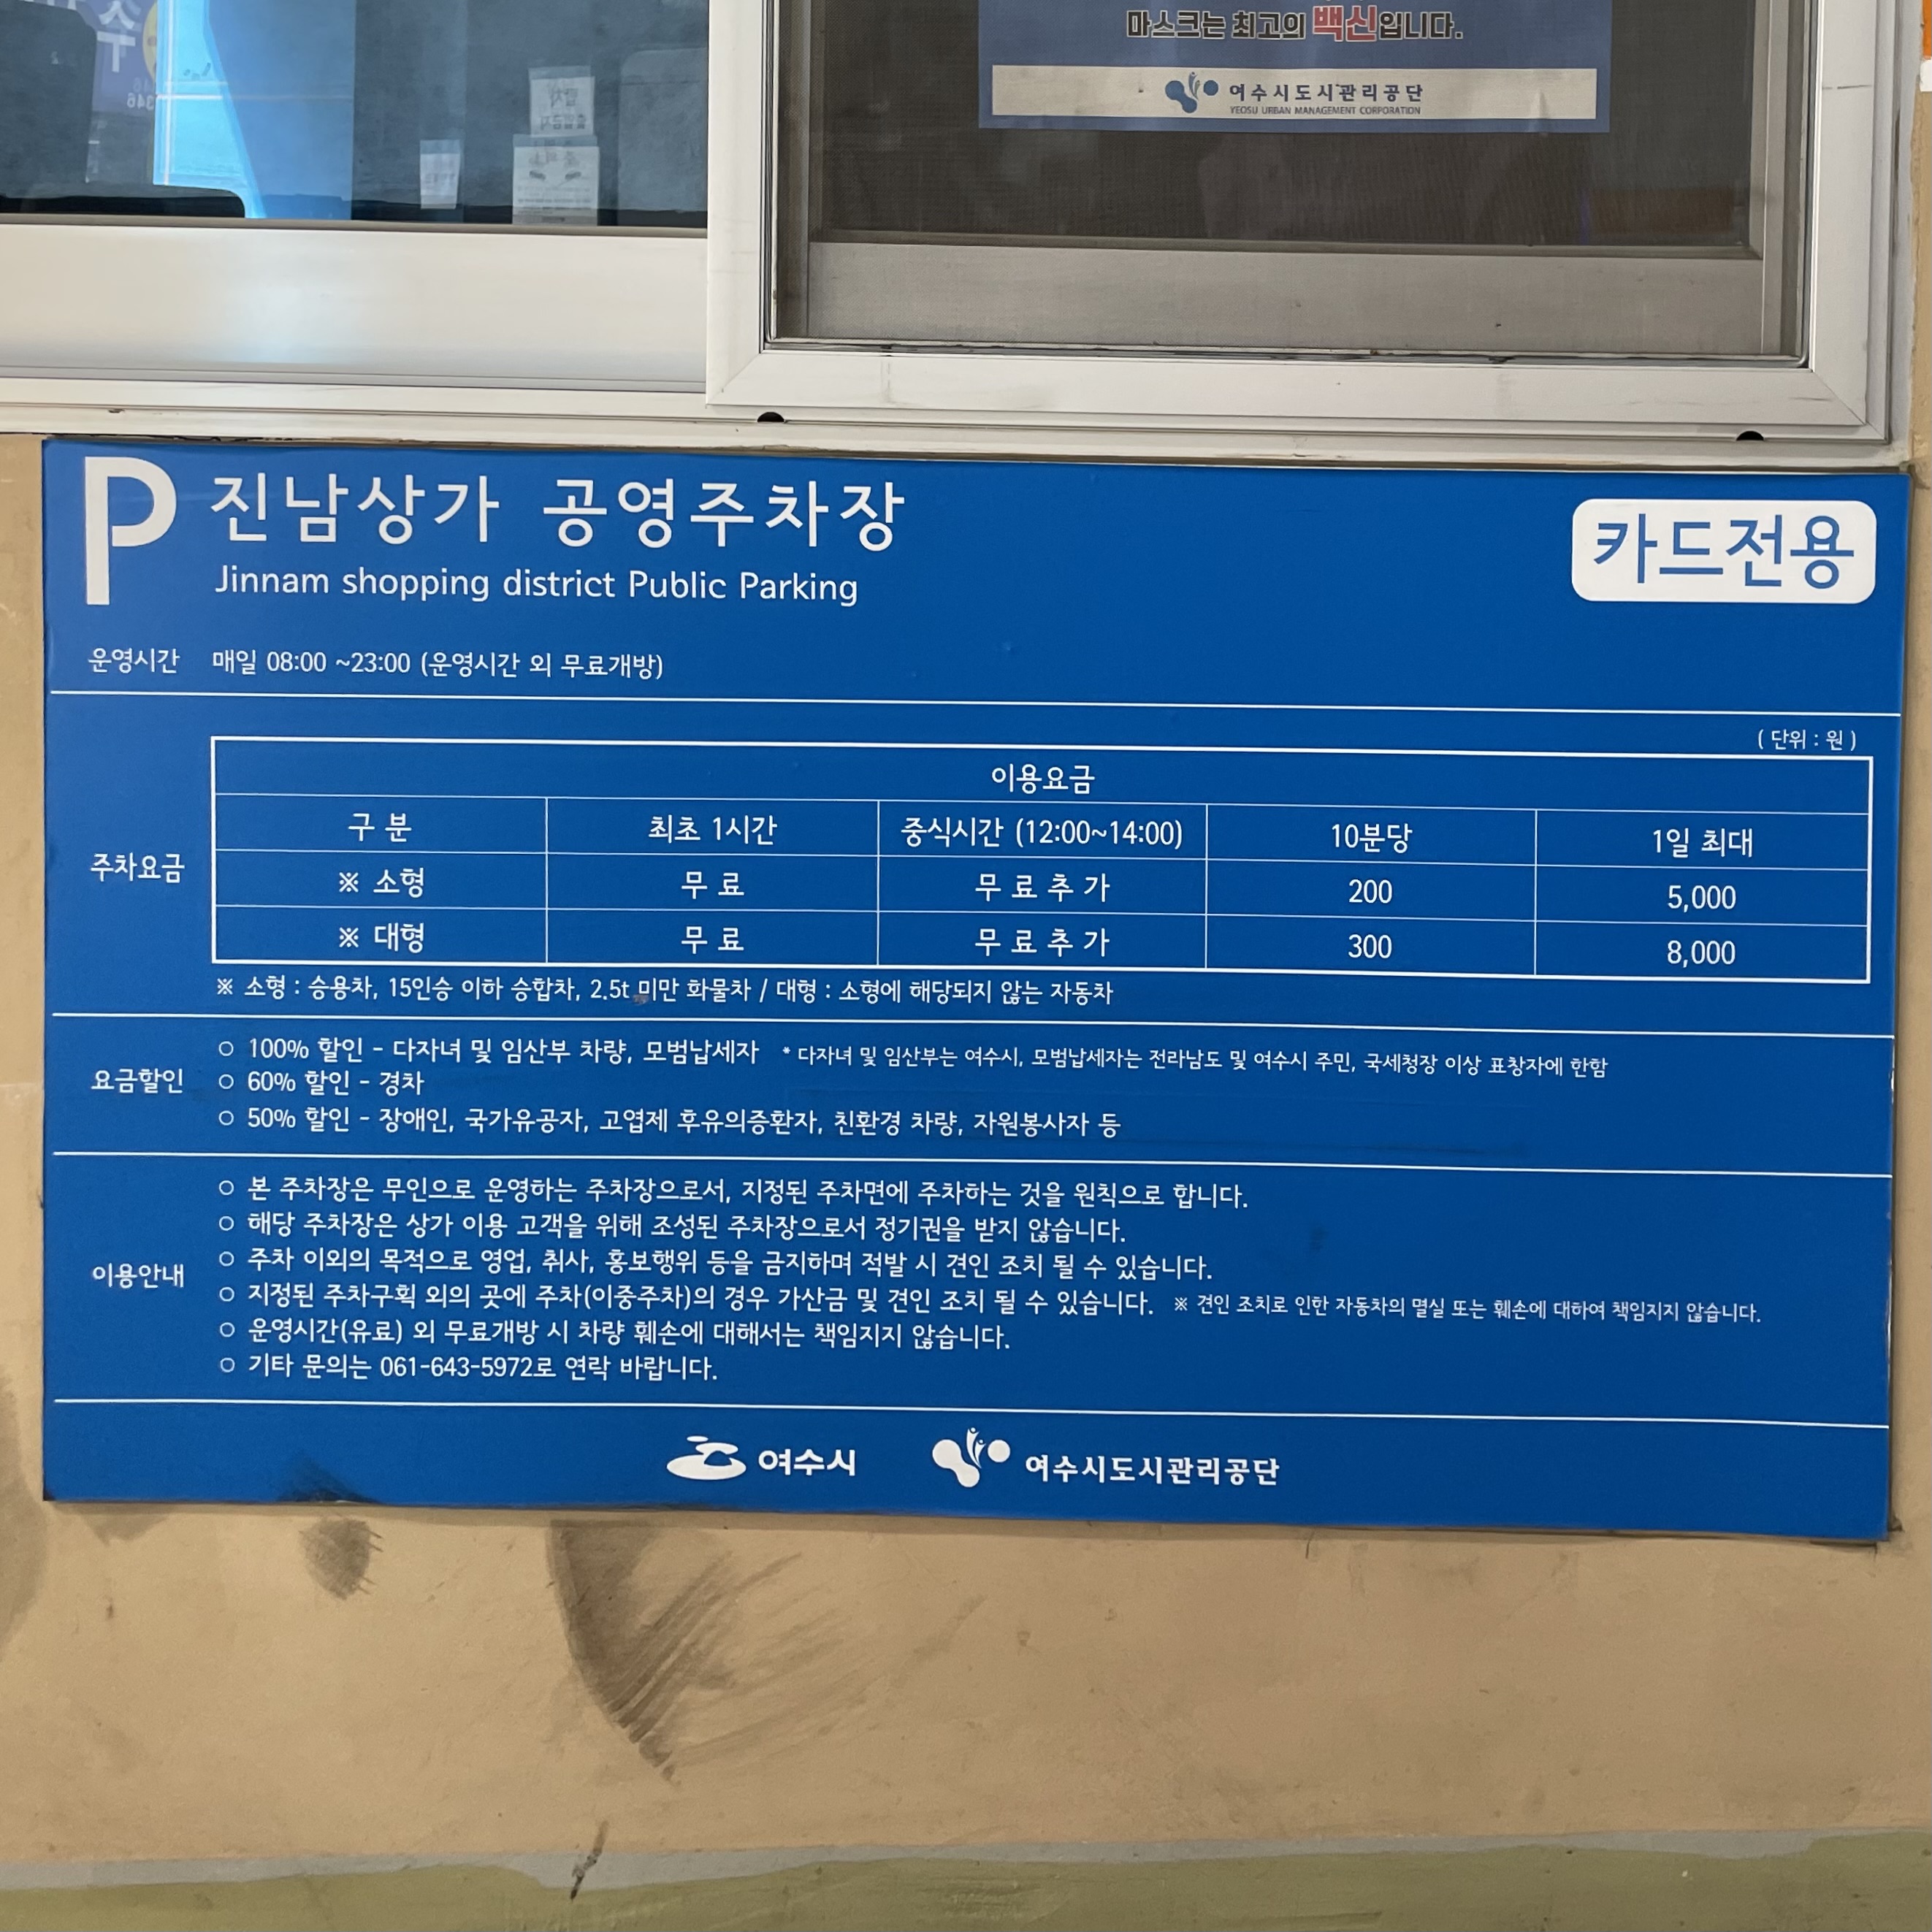 마스크는 최고의 백신입니다.
여수시도시관리공단
YEOSU URBAN MANAGEMENT CORPORATION
P 진남상가 공영주차장
Jinnam shopping district Public Parking
카드전용
운영시간 매일 08:00 ~23:00 (운영시간 외 무료개방)
( 단위 : 원 )
주차요금
이용요금
구 분 최초 1시간 중식시간 (12:00~14:00) 10분당 1일 최대
※ 소형 무 료 무 료 추 가 200 5,000
※ 대형 무 료 무 료 추 가 300 8,000
※ 소형 : 승용차, 15인승 이하 승합차, 2.5t 미만 화물차 / 대형 : 소형에 해당되지 않는 자동차
요금할인
○ 100% 할인 - 다자녀 및 임산부 차량, 모범납세자 * 다자녀 및 임산부는 여수시, 모범납세자는 전라남도 및 여수시 주민, 국세청장 이상 표창자에 한함
○ 60% 할인 - 경차
○ 50% 할인 - 장애인, 국가유공자, 고엽제 후유의증환자, 친환경 차량, 자원봉사자 등
이용안내
○ 본 주차장은 무인으로 운영하는 주차장으로서, 지정된 주차면에 주차하는 것을 원칙으로 합니다.
○ 해당 주차장은 상가 이용 고객을 위해 조성된 주차장으로서 정기권을 받지 않습니다.
○ 주차 이외의 목적으로 영업, 취사, 홍보행위 등을 금지하며 적발 시 견인 조치 될 수 있습니다.
○ 지정된 주차구획 외의 곳에 주차(이중주차)의 경우 가산금 및 견인 조치 될 수 있습니다. ※ 견인 조치로 인한 자동차의 멸실 또는 훼손에 대하여 책임지지 않습니다.
○ 운영시간(유료) 외 무료개방 시 차량 훼손에 대해서는 책임지지 않습니다.
○ 기타 문의는 061-643-5972로 연락 바랍니다.
여수시 여수시도시관리공단